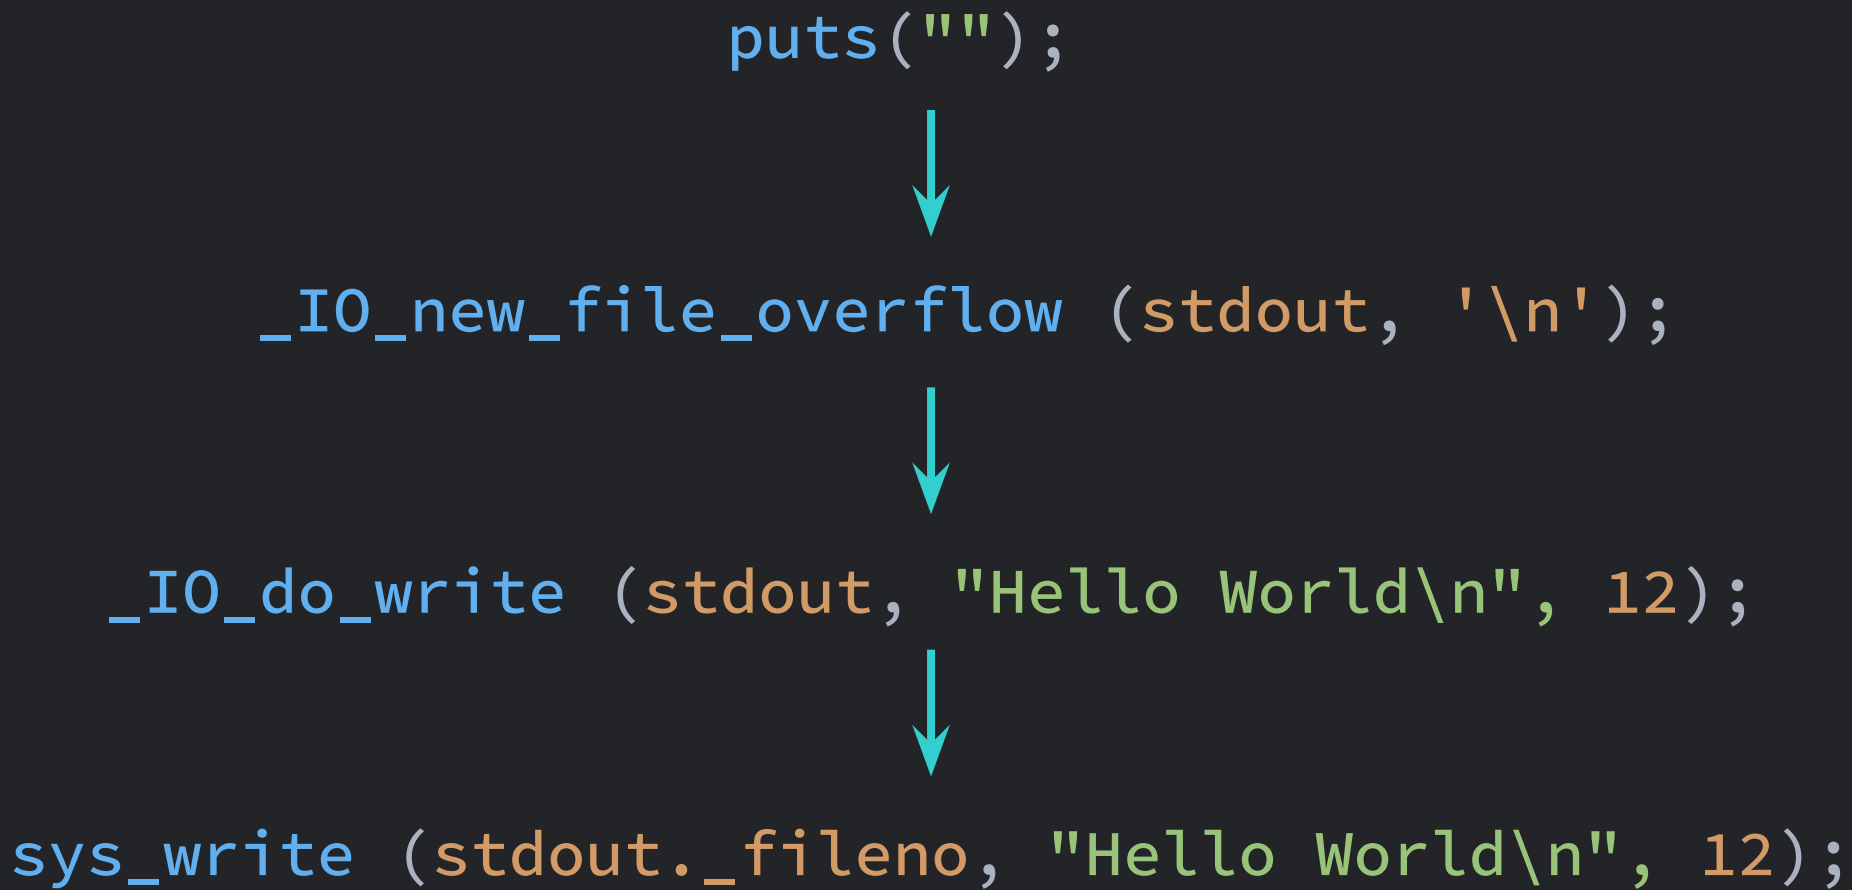 puts("");
_IO_new_file_overflow (stdout, '\n');
_IO_do_write (stdout, "Hello World\n", 12);
sys_write (stdout._fileno, "Hello World\n", 12);